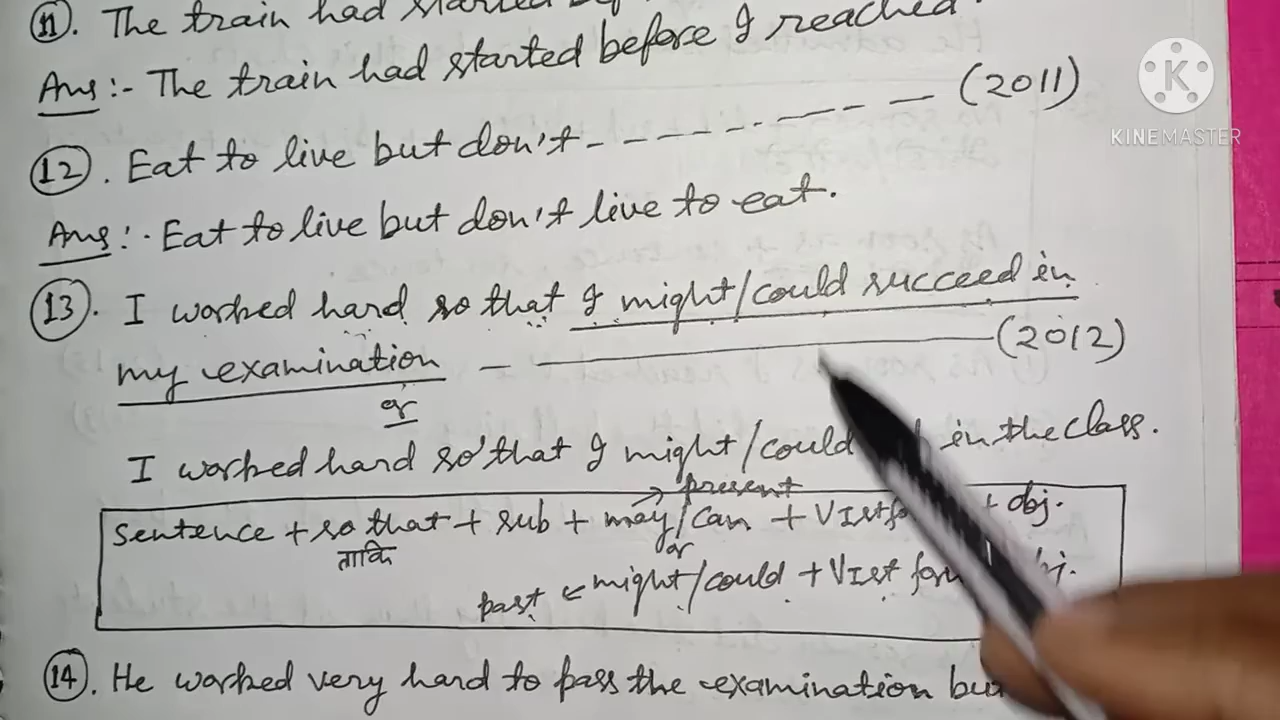 11. The train had started
Ans:- The train had started before I reached.
12. Eat to live but don't - - - - - - - - - - (2011)
Ans:- Eat to live but don't live to eat.
13. I worked hard so that I might/could succeed in
my examination — ———— (2012)
or
I worked hard so that I might/could in the class.
→ present
Sentence + so that + sub + may/can + VIst + obj.
ताकि
or
past ← might/could + VIst
14. He worked very hard to pass the examination but
K
KINEMASTER